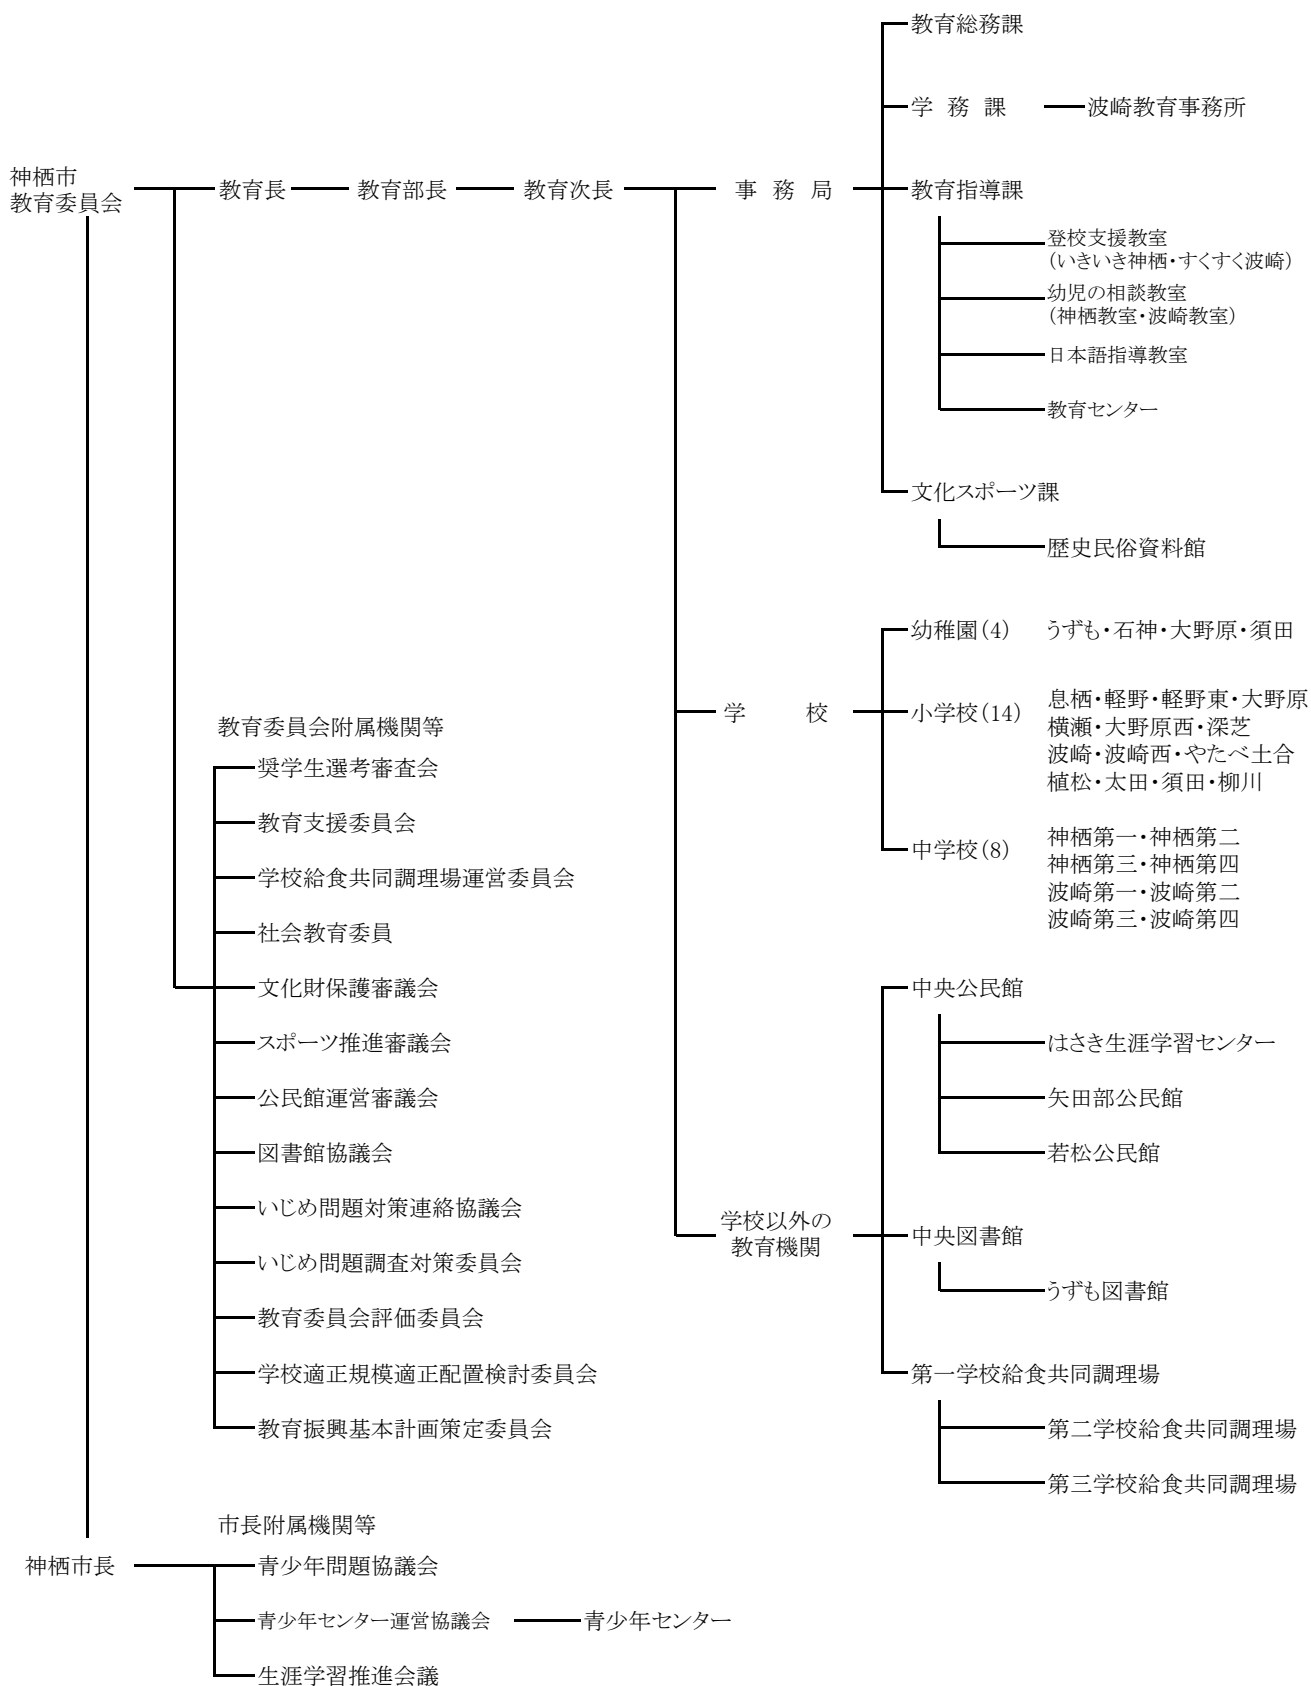 教育総務課
学 務 課
波崎教育事務所
神栖市
教育委員会
教育長
教育部長
教育次長
事 務 局
教育指導課
登校支援教室
(いきいき神栖・すくすく波崎)
幼児の相談教室
(神栖教室・波崎教室)
日本語指導教室
教育センター
文化スポーツ課
歴史民俗資料館
学 校
幼稚園(4)
うずも・石神・大野原・須田
小学校(14)
息栖・軽野・軽野東・大野原
横瀬・大野原西・深芝
波崎・波崎西・やたべ土合
植松・太田・須田・柳川
中学校(8)
神栖第一・神栖第二
神栖第三・神栖第四
波崎第一・波崎第二
波崎第三・波崎第四
学校以外の
教育機関
中央公民館
はさき生涯学習センター
矢田部公民館
若松公民館
中央図書館
うずも図書館
第一学校給食共同調理場
第二学校給食共同調理場
第三学校給食共同調理場
教育委員会附属機関等
奨学生選考審査会
教育支援委員会
学校給食共同調理場運営委員会
社会教育委員
文化財保護審議会
スポーツ推進審議会
公民館運営審議会
図書館協議会
いじめ問題対策連絡協議会
いじめ問題調査対策委員会
教育委員会評価委員会
学校適正規模適正配置検討委員会
教育振興基本計画策定委員会
市長附属機関等
神栖市長
青少年問題協議会
青少年センター運営協議会
青少年センター
生涯学習推進会議